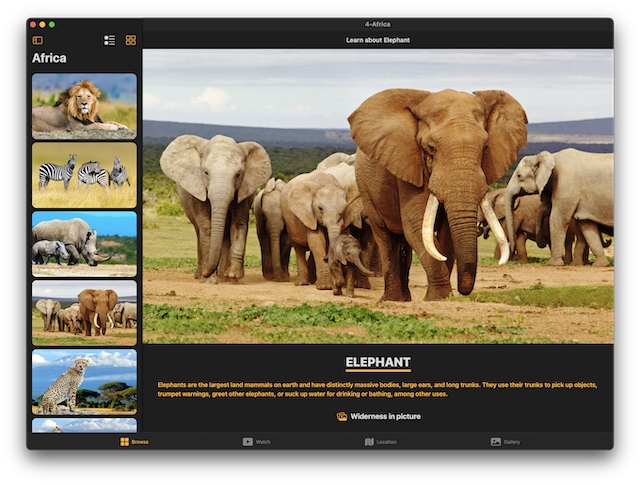 4-Africa
Africa
Learn about Elephant
ELEPHANT
Elephants are the largest land mammals on earth and have distinctly massive bodies, large ears, and long trunks. They use their trunks to pick up objects,
trumpet warnings, greet other elephants, or suck up water for drinking or bathing, among other uses.
Widerness in picture
Browse
Watch
Location
Gallery